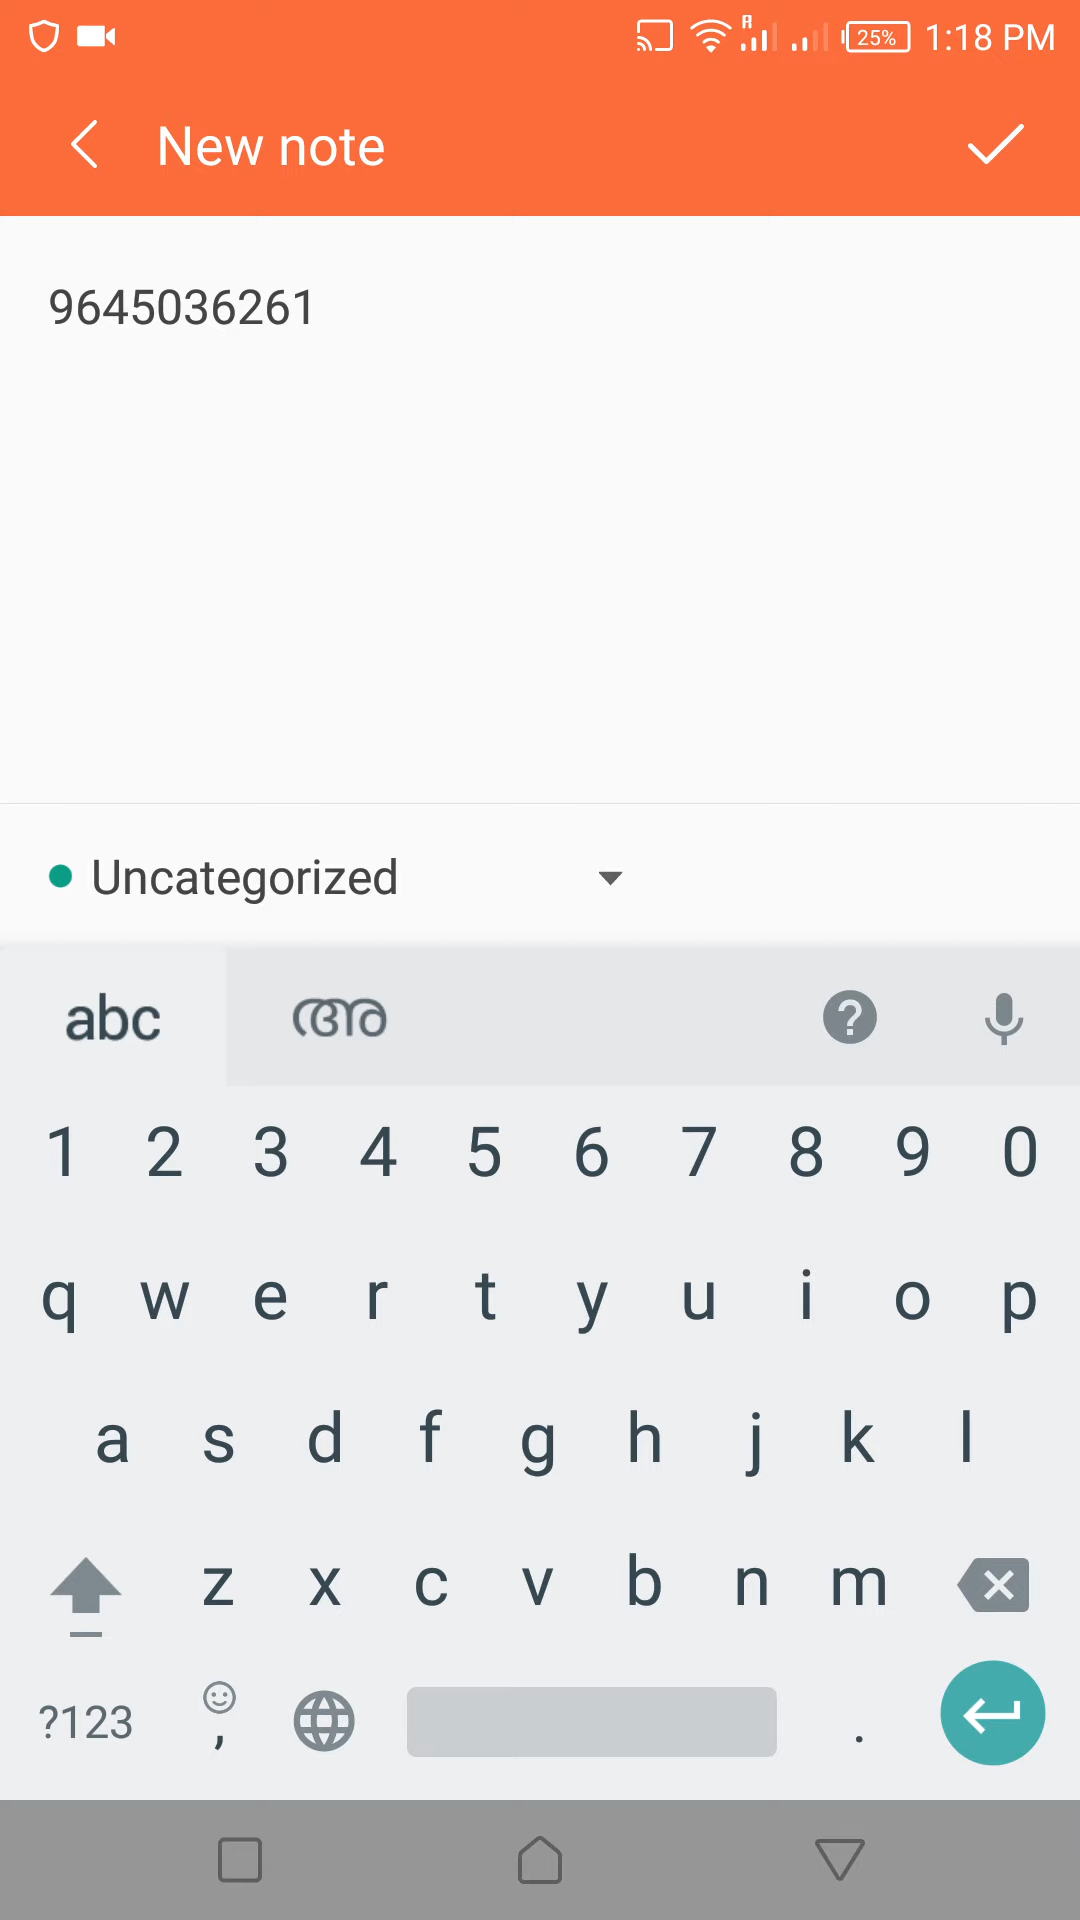 25% 1:18 PM
New note
9645036261
Uncategorized
abc അ ?
1 2 3 4 5 6 7 8 9 0
q w e r t y u i o p
a s d f g h j k l
z x c v b n m
?123 , .